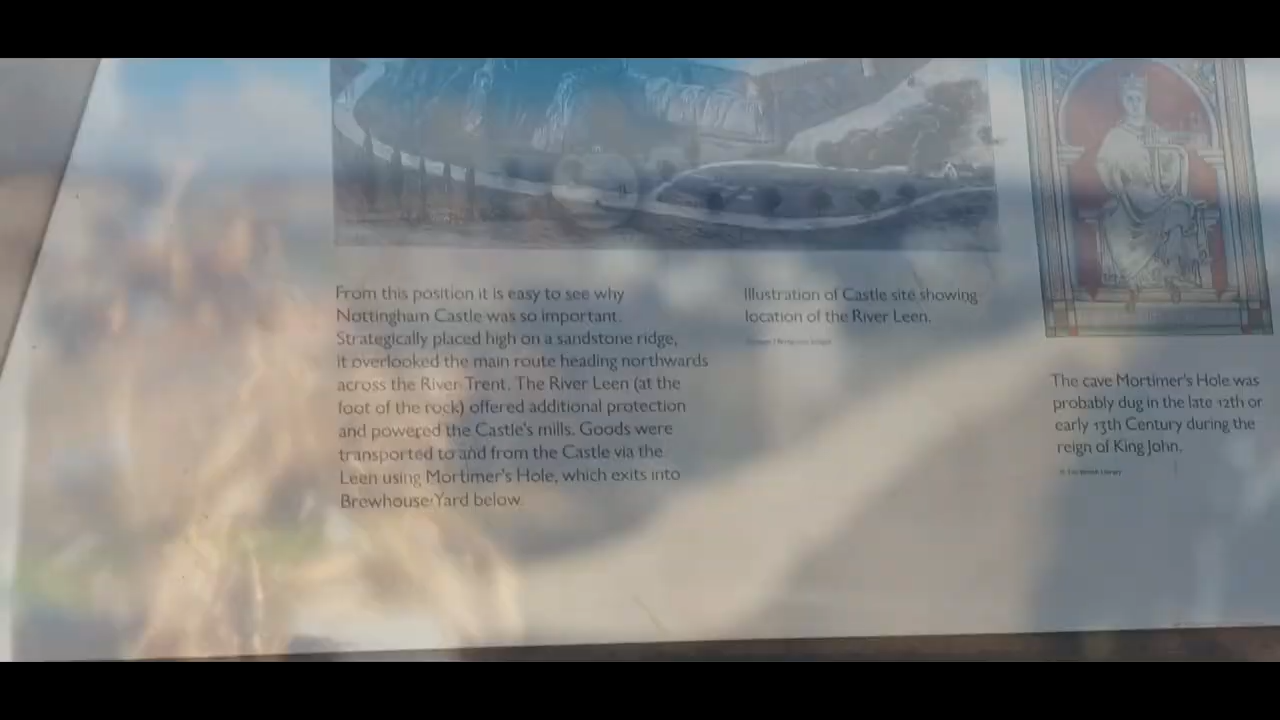 From this position it is easy to see why
Nottingham Castle was so important.
Strategically placed high on a sandstone ridge,
it overlooked the main route heading northwards
across the River Trent. The River Leen (at the
foot of the rock) offered additional protection
and powered the Castle's mills. Goods were
transported to and from the Castle via the
Leen using Mortimer's Hole, which exits into
Brewhouse Yard below.
Illustration of Castle site showing
location of the River Leen.
The cave Mortimer's Hole was
probably dug in the late 12th or
early 13th Century during the
reign of King John.